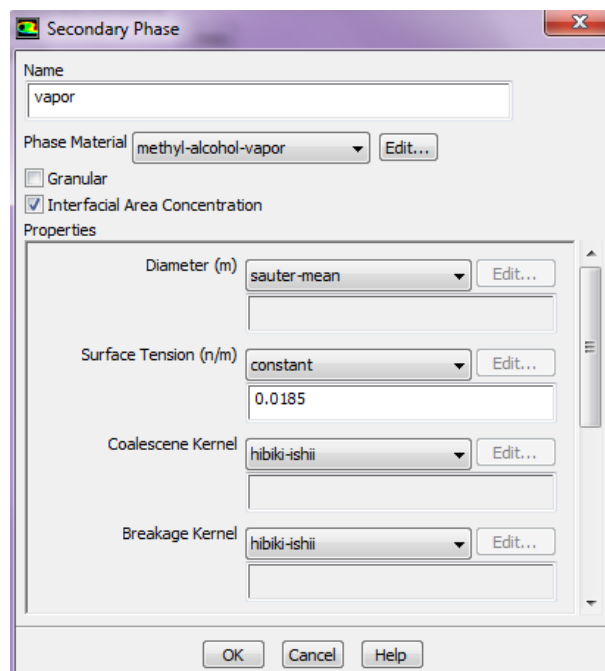 Secondary Phase
Name
vapor
Phase Material methyl-alcohol-vapor Edit...
Granular
Interfacial Area Concentration
Properties
Diameter (m) sauter-mean Edit...
Surface Tension (n/m) constant Edit...
0.0185
Coalescene Kernel hibiki-ishii Edit...
Breakage Kernel hibiki-ishii Edit...
OK Cancel Help